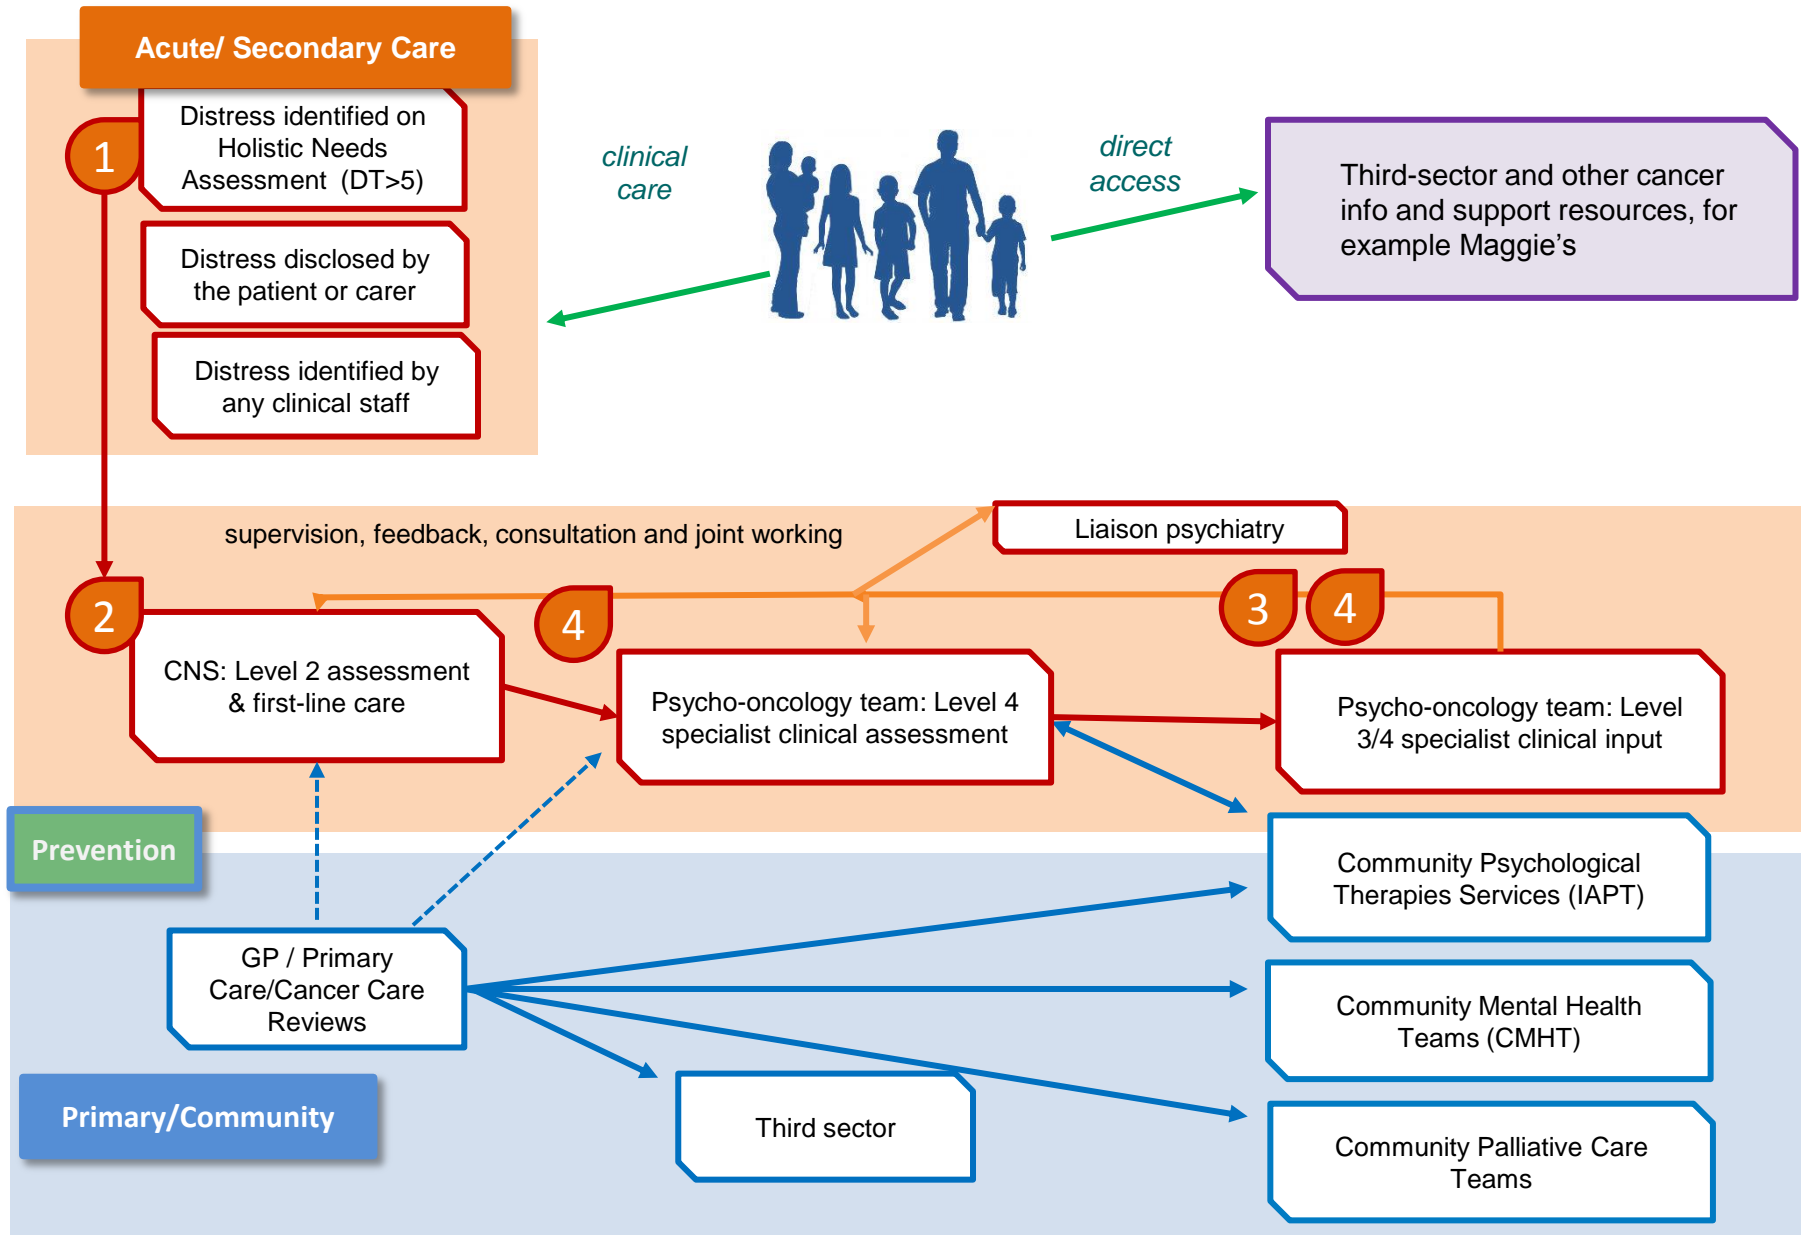 Acute/ Secondary Care
1
Distress identified on
Holistic Needs
Assessment  (DT>5)
Distress disclosed by
the patient or carer
Distress identified by
any clinical staff
clinical
care
direct
access
Third-sector and other cancer
info and support resources, for
example Maggie’s
supervision, feedback, consultation and joint working
Liaison psychiatry
2
4
3
4
CNS: Level 2 assessment
& first-line care
Psycho-oncology team: Level 4
specialist clinical assessment
Psycho-oncology team: Level
3/4 specialist clinical input
Prevention
GP / Primary
Care/Cancer Care
Reviews
Community Psychological
Therapies Services (IAPT)
Community Mental Health
Teams (CMHT)
Primary/Community
Third sector
Community Palliative Care
Teams